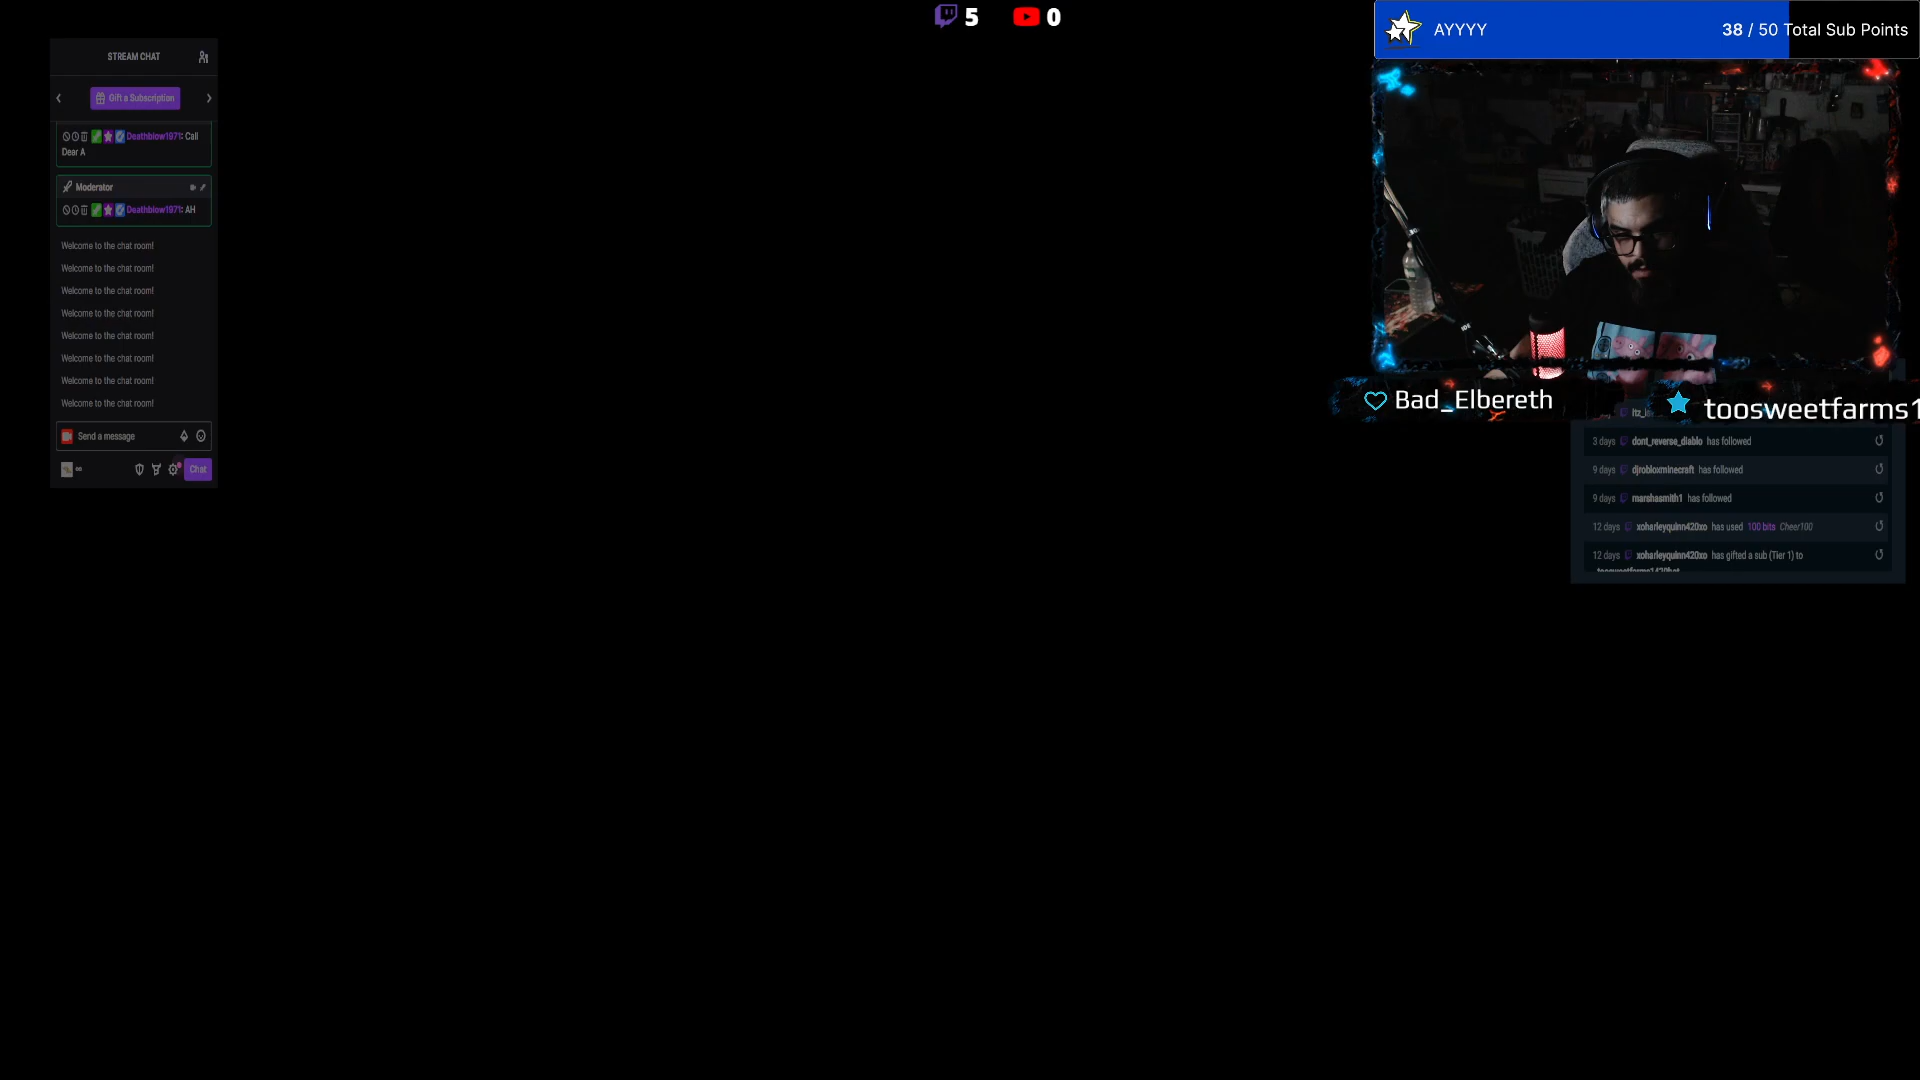 5
0
AYYYY
38 / 50 Total Sub Points
STREAM CHAT
Gift a Subscription
Deathblow1971: Call
Dear A
Moderator
Deathblow1971: AH
Welcome to the chat room!
Welcome to the chat room!
Welcome to the chat room!
Welcome to the chat room!
Welcome to the chat room!
Welcome to the chat room!
Welcome to the chat room!
Welcome to the chat room!
Send a message
Chat
Bad_Elbereth
toosweetfarms1
3 days dont_reverse_diablo has followed
9 days djrobloxminecraft has followed
9 days marshasmith1 has followed
12 days xoharleyquinn420xo has used 100 bits Cheer100
12 days xoharleyquinn420xo has gifted a sub (Tier 1) to